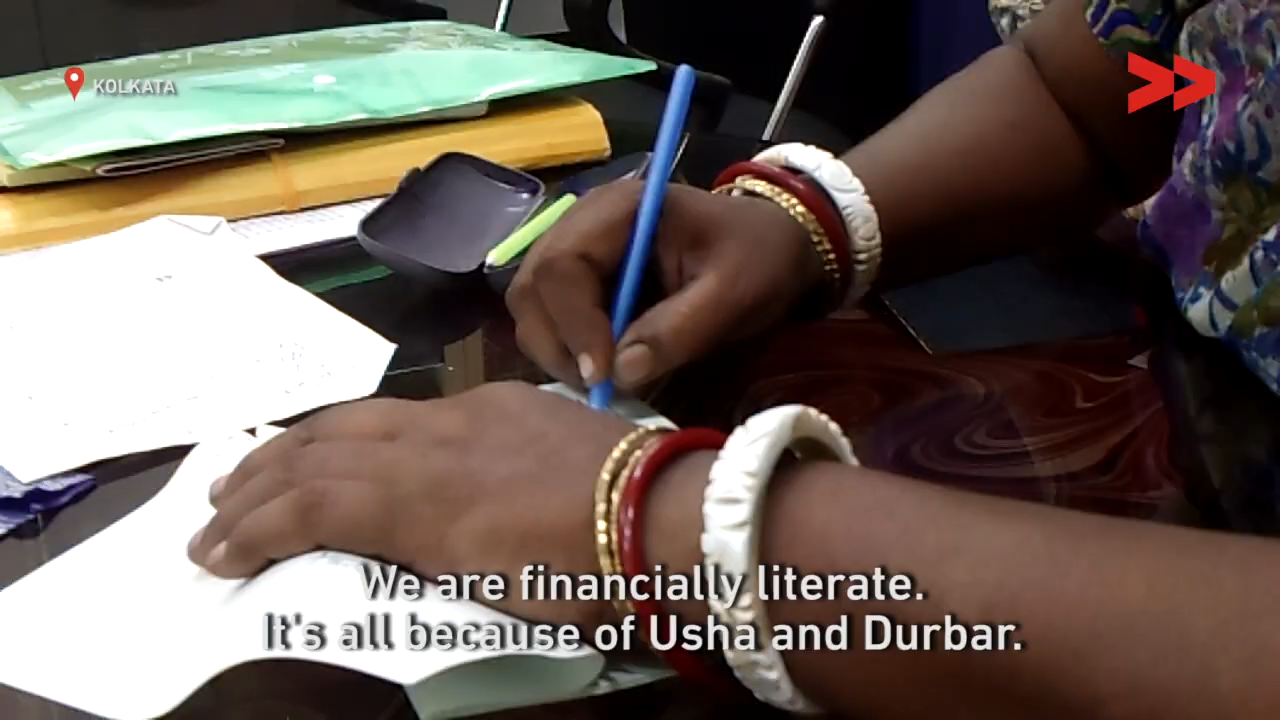 KOLKATA
We are financially literate.
It's all because of Usha and Durbar.